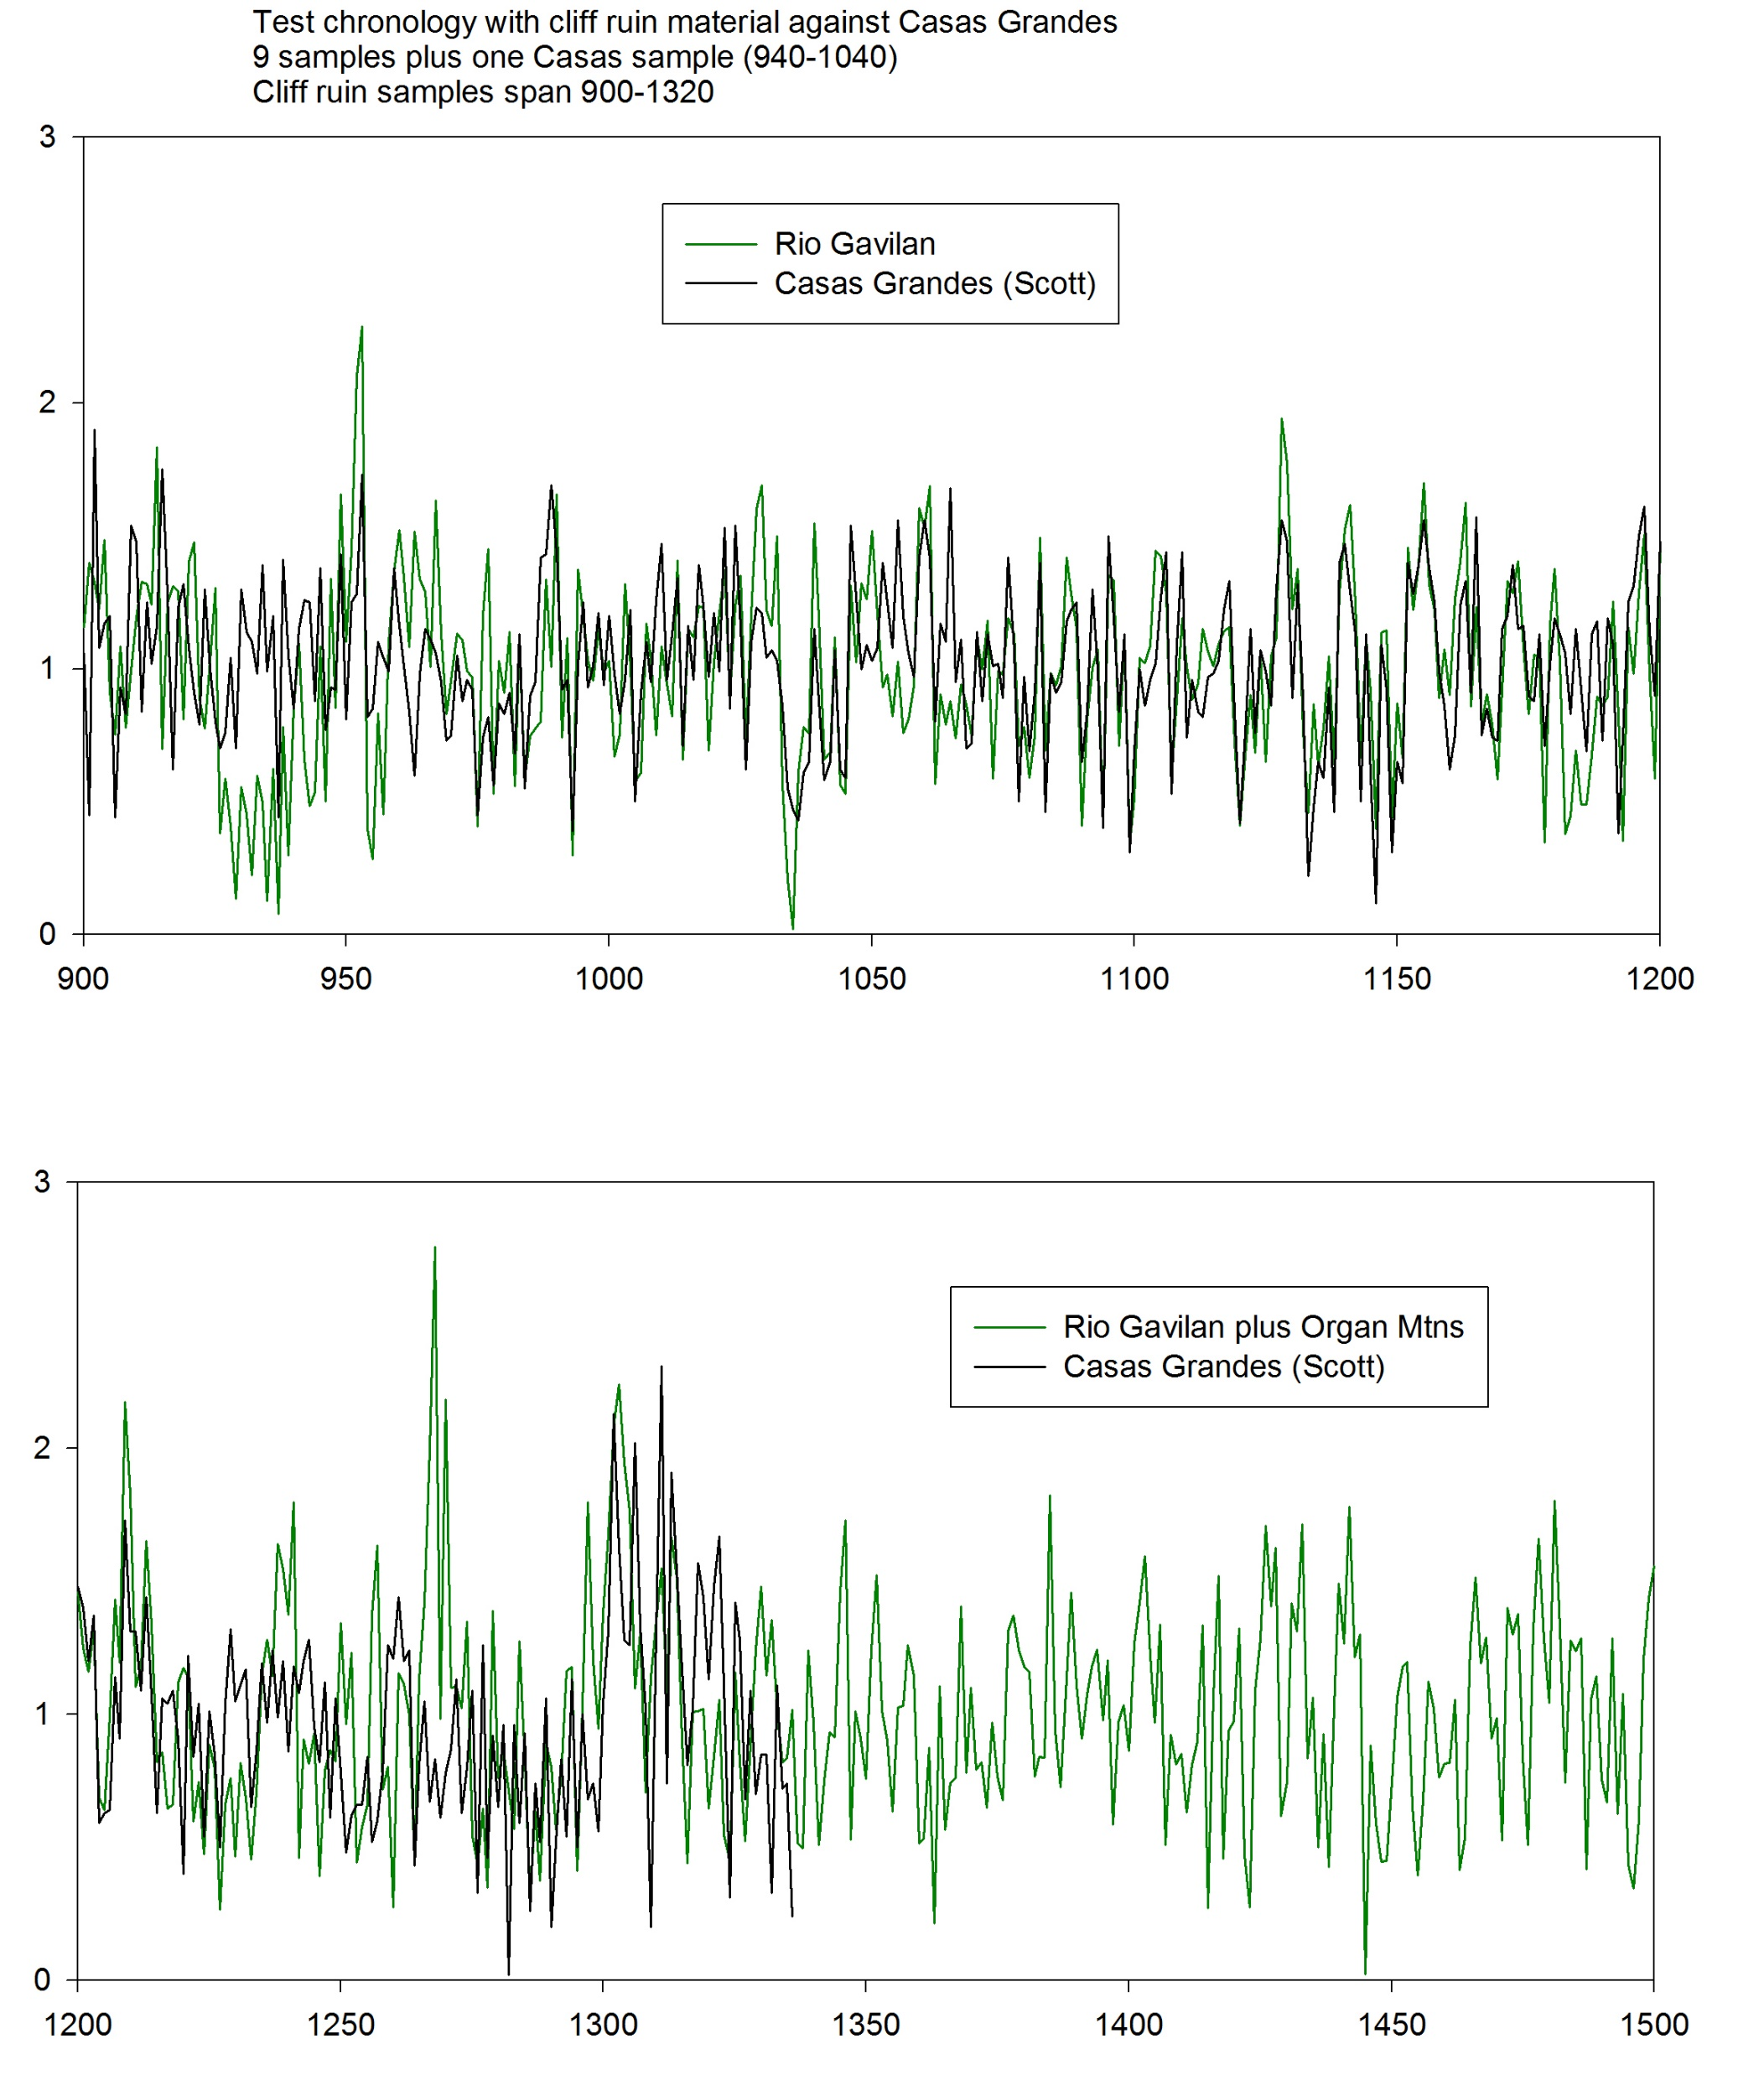 Test chronology with cliff ruin material against Casas Grandes
9 samples plus one Casas sample (940-1040)
Cliff ruin samples span 900-1320
3
Rio Gavilan
Casas Grandes (Scott)
2
1
0
900 950 1000 1050 1100 1150 1200
3
Rio Gavilan plus Organ Mtns
Casas Grandes (Scott)
2
1
0
1200 1250 1300 1350 1400 1450 1500